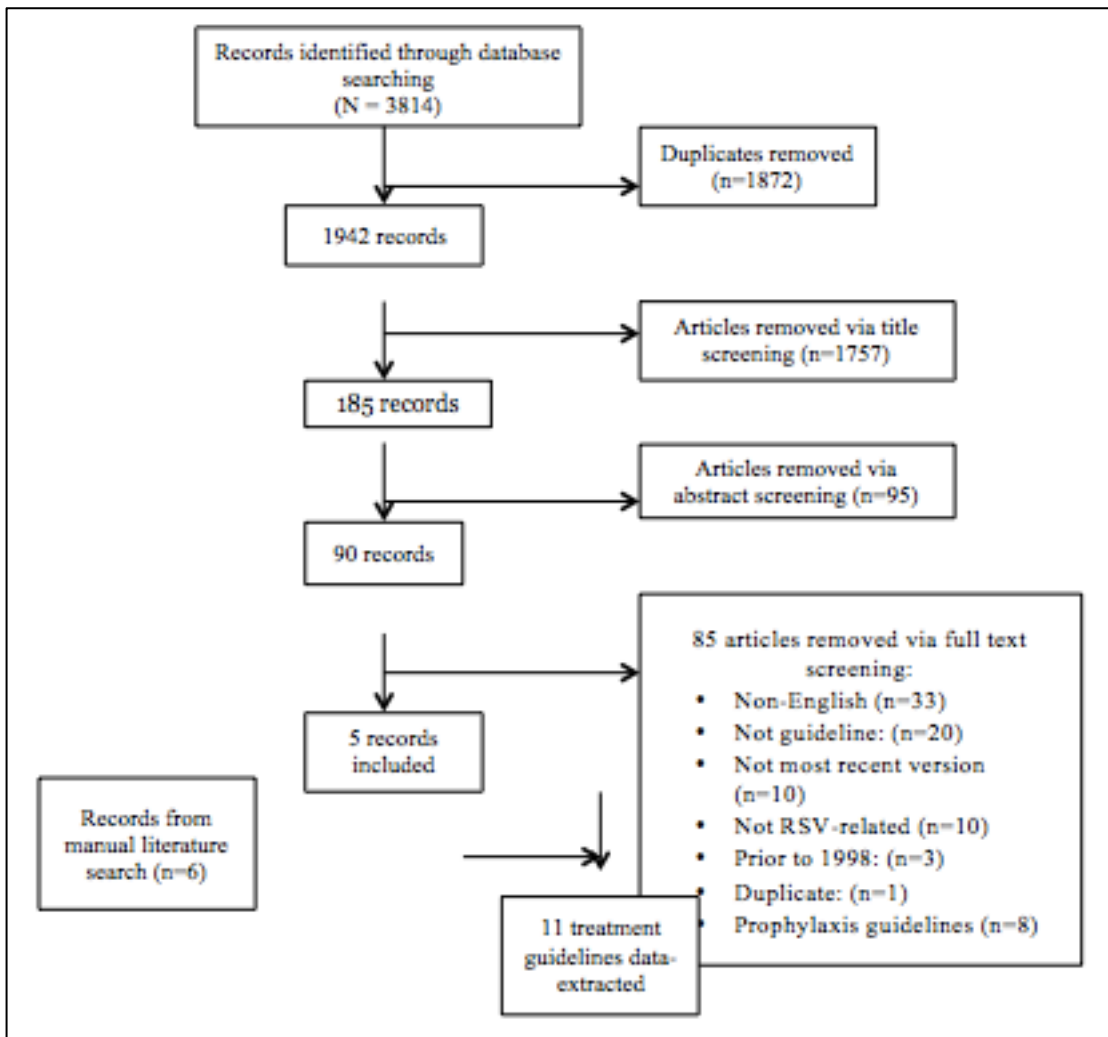 Records identified through database
searching
(N = 3814)
Duplicates removed
(n=1872)
1942 records
Articles removed via title
screening (n=1757)
185 records
Articles removed via
abstract screening (n=95)
90 records
85 articles removed via full text
screening:
• Non-English (n=33)
• Not guideline: (n=20)
• Not most recent version
(n=10)
• Not RSV-related (n=10)
• Prior to 1998: (n=3)
• Duplicate: (n=1)
• Prophylaxis guidelines (n=8)
5 records
included
Records from
manual literature
search (n=6)
11 treatment
guidelines data-
extracted